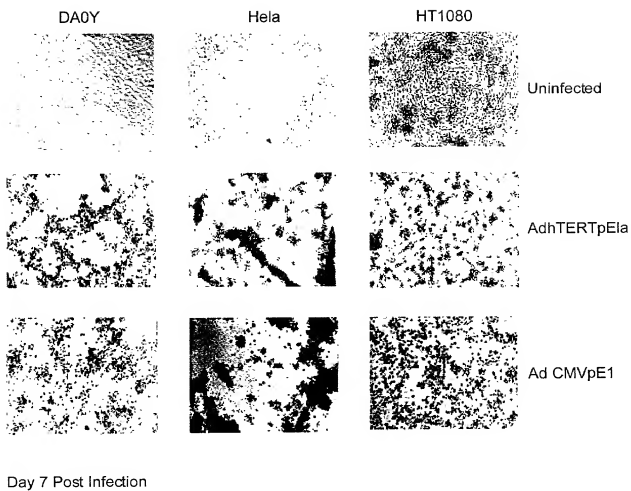 DA0Y
Hela
HT1080
Uninfected
AdhTERTpEla
Ad CMVpE1
Day 7 Post Infection